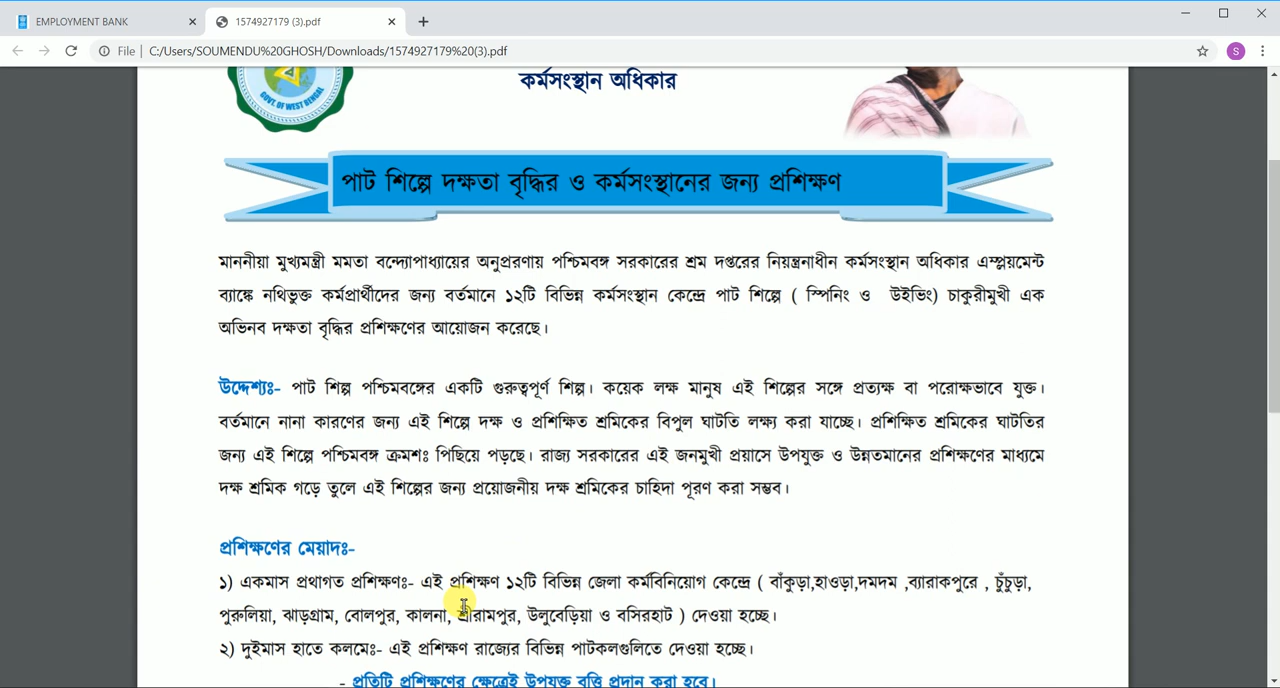 EMPLOYMENT BANK
1574927179 (3).pdf
File | C:/Users/SOUMENDU%20GHOSH/Downloads/1574927179%20(3).pdf
S
GOVT. OF WEST BENGAL
কর্মসংস্থান অধিকার
পাট শিল্পে দক্ষতা বৃদ্ধির ও কর্মসংস্থানের জন্য প্রশিক্ষণ
মাননীয়া মুখ্যমন্ত্রী মমতা বন্দ্যোপাধ্যায়ের অনুপ্ররণায় পশ্চিমবঙ্গ সরকারের শ্রম দপ্তরের নিয়ন্ত্রনাধীন কর্মসংস্থান অধিকার এম্প্লয়মেন্ট
ব্যাঙ্কে নথিভুক্ত কর্মপ্রার্থীদের জন্য বর্তমানে ১২টি বিভিন্ন কর্মসংস্থান কেন্দ্রে পাট শিল্পে ( স্পিনিং ও উইভিং) চাকুরীমুখী এক
অভিনব দক্ষতা বৃদ্ধির প্রশিক্ষণের আয়োজন করেছে।
উদ্দেশ্যঃ- পাট শিল্প পশ্চিমবঙ্গের একটি গুরুত্বপূর্ণ শিল্প। কয়েক লক্ষ মানুষ এই শিল্পের সঙ্গে প্রত্যক্ষ বা পরোক্ষভাবে যুক্ত।
বর্তমানে নানা কারণের জন্য এই শিল্পে দক্ষ ও প্রশিক্ষিত শ্রমিকের বিপুল ঘাটতি লক্ষ্য করা যাচ্ছে। প্রশিক্ষিত শ্রমিকের ঘাটতির
জন্য এই শিল্পে পশ্চিমবঙ্গ ক্রমশঃ পিছিয়ে পড়ছে। রাজ্য সরকারের এই জনমুখী প্রয়াসে উপযুক্ত ও উন্নতমানের প্রশিক্ষণের মাধ্যমে
দক্ষ শ্রমিক গড়ে তুলে এই শিল্পের জন্য প্রয়োজনীয় দক্ষ শ্রমিকের চাহিদা পূরণ করা সম্ভব।
প্রশিক্ষণের মেয়াদঃ-
১) একমাস প্রথাগত প্রশিক্ষণঃ- এই প্রশিক্ষণ ১২টি বিভিন্ন জেলা কর্মবিনিয়োগ কেন্দ্রে ( বাঁকুড়া,হাওড়া,দমদম ,ব্যারাকপুরে , চুঁচুড়া,
পুরুলিয়া, ঝাড়গ্রাম, বোলপুর, কালনা, শ্রীরামপুর, উলুবেড়িয়া ও বসিরহাট ) দেওয়া হচ্ছে।
২) দুইমাস হাতে কলমেঃ- এই প্রশিক্ষণ রাজ্যের বিভিন্ন পাটকলগুলিতে দেওয়া হচ্ছে।
- প্রতিটি প্রশিক্ষণের ক্ষেত্রেই উপযুক্ত বৃত্তি প্রদান করা হবে।